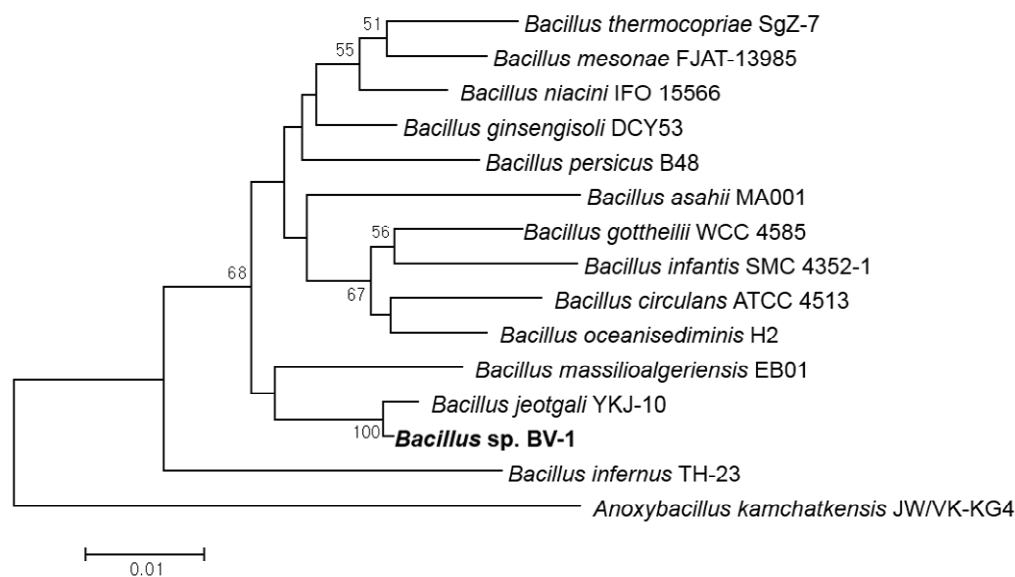 51
Bacillus thermocopriae SgZ-7
55
Bacillus mesonae FJAT-13985
Bacillus niacini IFO 15566
Bacillus ginsengisoli DCY53
Bacillus persicus B48
Bacillus asahii MA001
56
Bacillus gottheilii WCC 4585
68
Bacillus infantis SMC 4352-1
67
Bacillus circulans ATCC 4513
Bacillus oceanisediminis H2
Bacillus massilioalgeriensis EB01
Bacillus jeotgali YKJ-10
100
Bacillus sp. BV-1
Bacillus infernus TH-23
Anoxybacillus kamchatkensis JW/VK-KG4
0.01